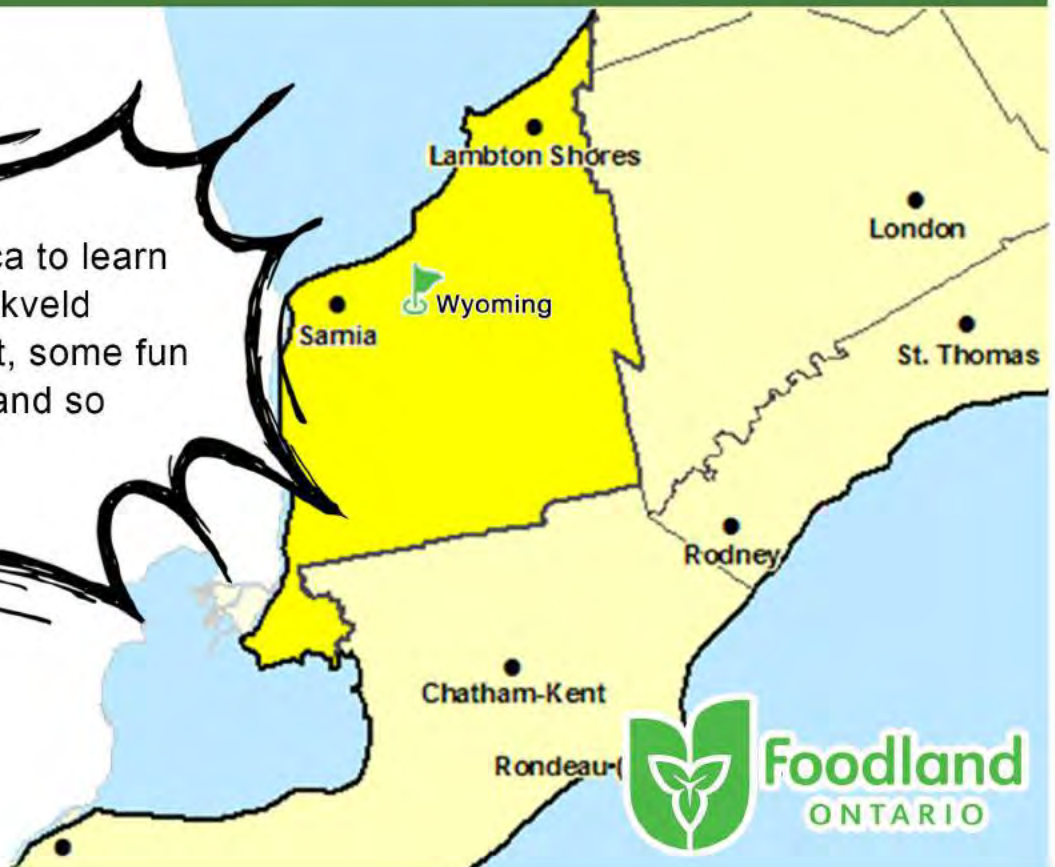 ca to learn
kveld
t, some fun
and so
Lambton Shores
London
Wyoming
Sarnia
St. Thomas
Rodney
Chatham-Kent
Rondeau
Foodland
ONTARIO